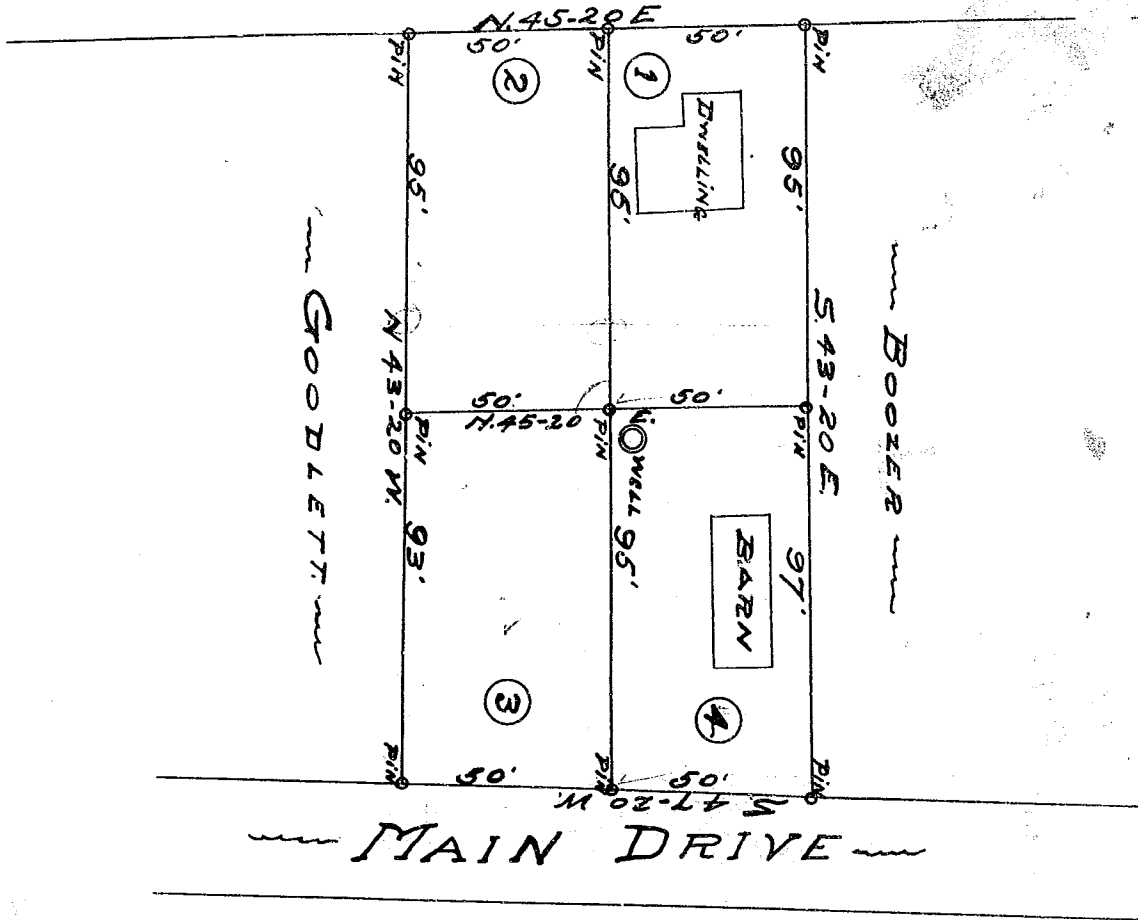 N. 45-20 E
50'
50'
PIN
PIN
PIN
2
1
DWELLING
95'
95'
95'
GOODLETT.
N 43-20 W.
S. 43-20 E.
BOOZER
50'
50'
N. 45-20 E.
PIN
PIN
PIN
WELL
93'
95'
97'
BARN
3
4
PIN
PIN
PIN
50'
50'
S 47-20 W.
MAIN DRIVE